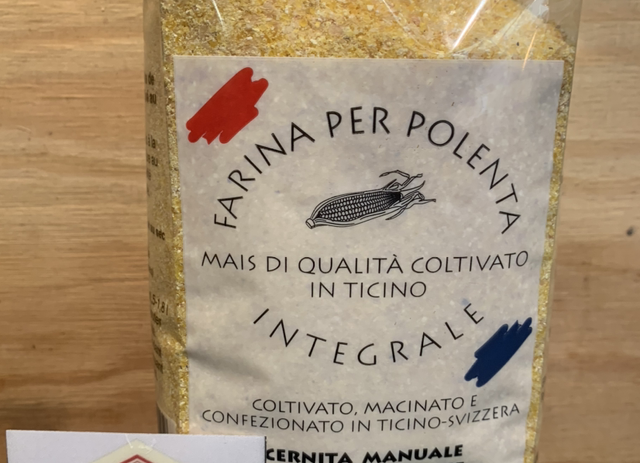 FARINA PER POLENTA
MAIS DI QUALITÀ COLTIVATO
IN TICINO
INTEGRALE
COLTIVATO, MACINATO E
CONFEZIONATO IN TICINO-SVIZZERA
CERNITA MANUALE